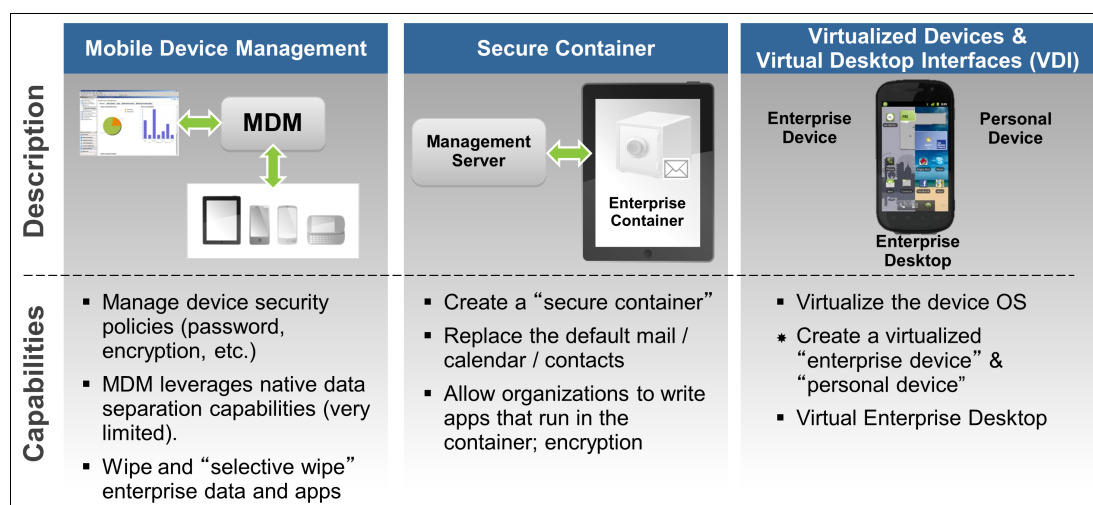 Mobile Device Management
Secure Container
Virtualized Devices &
Virtual Desktop Interfaces (VDI)
Description
MDM
Management
Server
Enterprise
Container
Enterprise
Device
Personal
Device
Enterprise
Desktop
Capabilities
▪ Manage device security
policies (password,
encryption, etc.)
▪ MDM leverages native data
separation capabilities (very
limited).
▪ Wipe and “selective wipe”
enterprise data and apps
▪ Create a “secure container”
▪ Replace the default mail /
calendar / contacts
▪ Allow organizations to write
apps that run in the
container; encryption
▪ Virtualize the device OS
✷ Create a virtualized
“enterprise device” &
“personal device”
▪ Virtual Enterprise Desktop